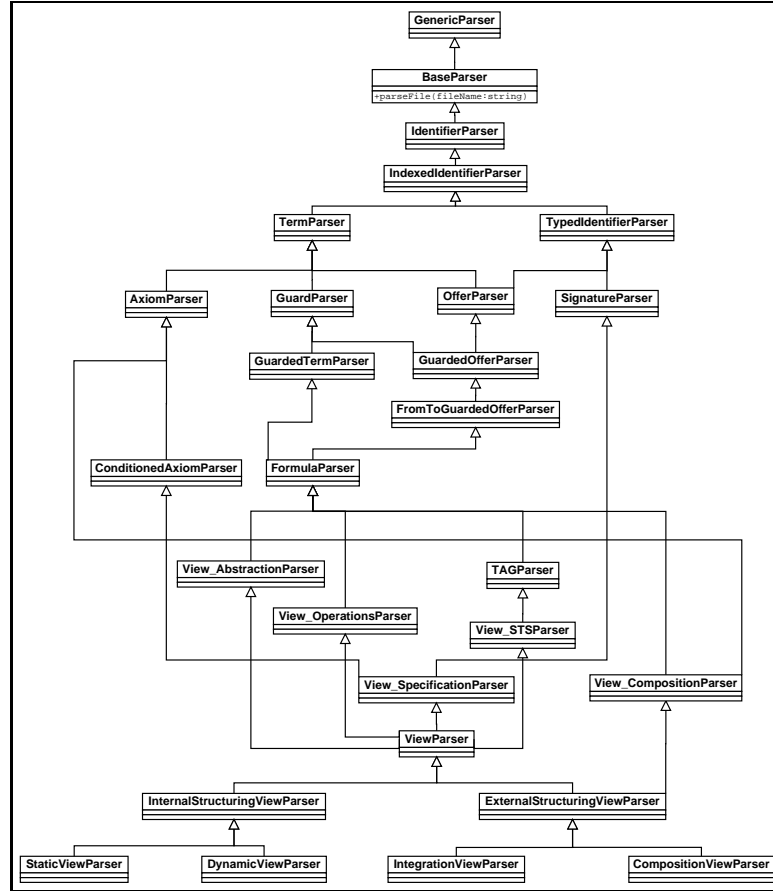 GenericParser
BaseParser
+parseFile(fileName:string)
IdentifierParser
IndexedIdentifierParser
TermParser
TypedIdentifierParser
AxiomParser
GuardParser
OfferParser
SignatureParser
GuardedTermParser
GuardedOfferParser
FromToGuardedOfferParser
ConditionedAxiomParser
FormulaParser
View_AbstractionParser
TAGParser
View_OperationsParser
View_STSParser
View_SpecificationParser
View_CompositionParser
ViewParser
InternalStructuringViewParser
ExternalStructuringViewParser
StaticViewParser
DynamicViewParser
IntegrationViewParser
CompositionViewParser